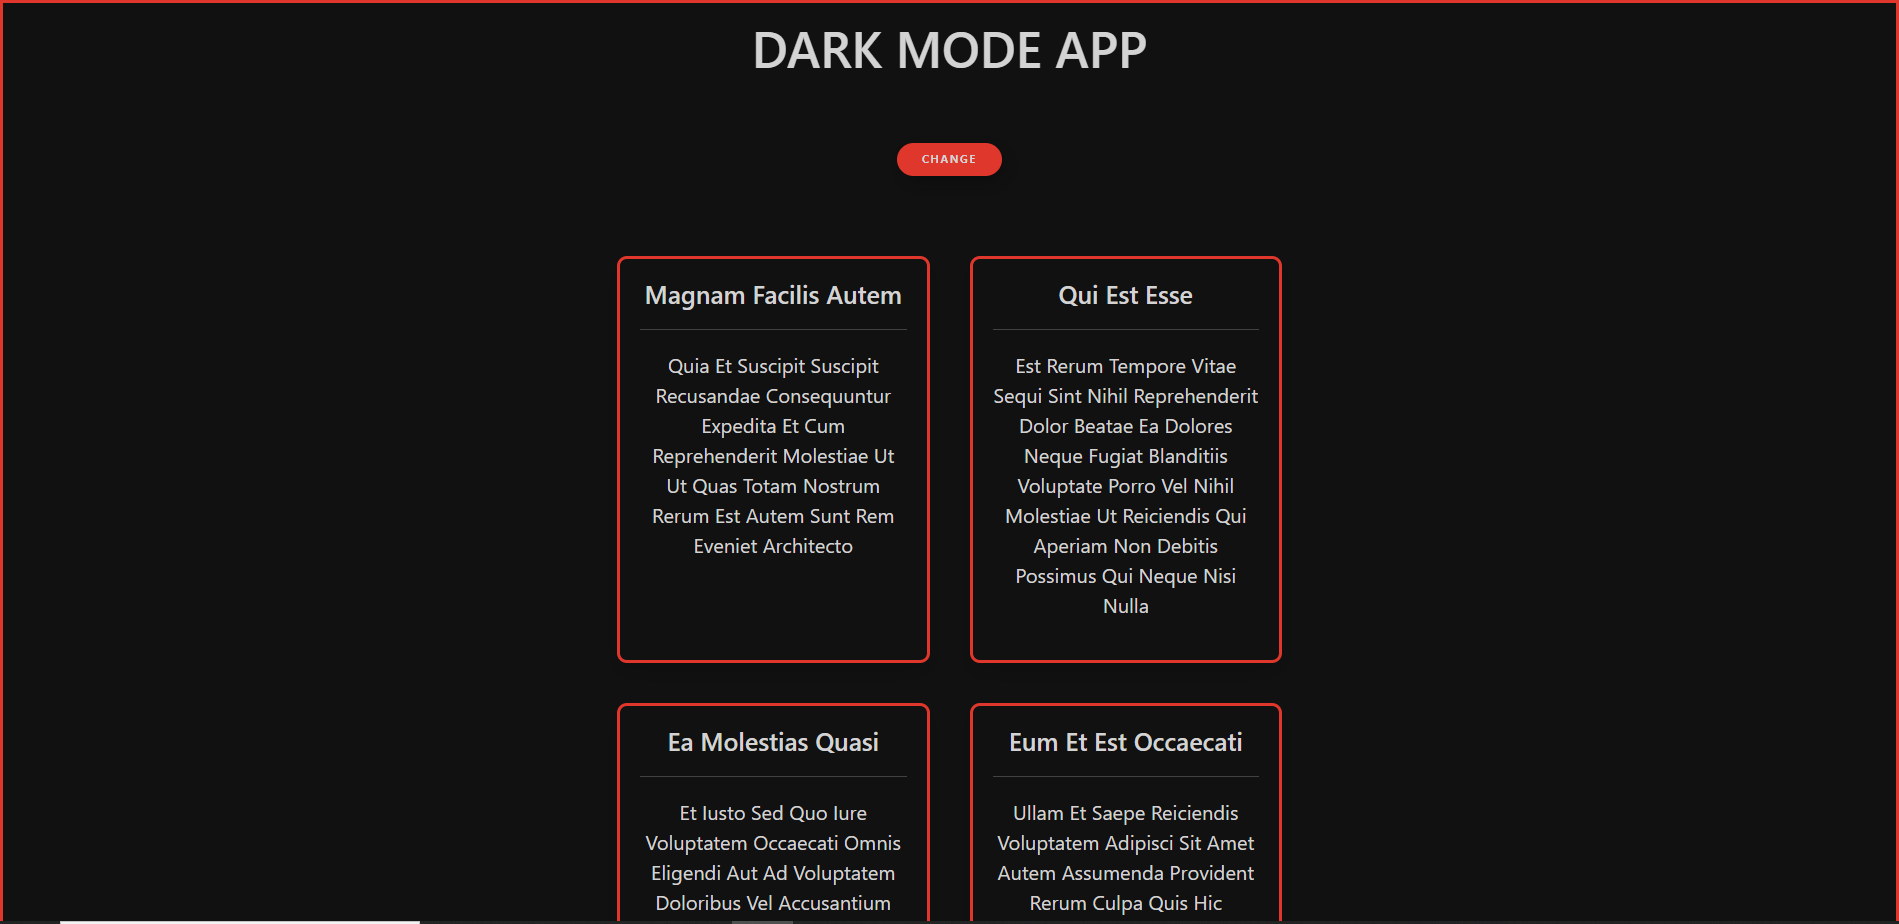 DARK MODE APP
CHANGE
Magnam Facilis Autem
Quia Et Suscipit Suscipit
Recusandae Consequuntur
Expedita Et Cum
Reprehenderit Molestiae Ut
Ut Quas Totam Nostrum
Rerum Est Autem Sunt Rem
Eveniet Architecto
Qui Est Esse
Est Rerum Tempore Vitae
Sequi Sint Nihil Reprehenderit
Dolor Beatae Ea Dolores
Neque Fugiat Blanditiis
Voluptate Porro Vel Nihil
Molestiae Ut Reiciendis Qui
Aperiam Non Debitis
Possimus Qui Neque Nisi
Nulla
Ea Molestias Quasi
Et Iusto Sed Quo Iure
Voluptatem Occaecati Omnis
Eligendi Aut Ad Voluptatem
Doloribus Vel Accusantium
Eum Et Est Occaecati
Ullam Et Saepe Reiciendis
Voluptatem Adipisci Sit Amet
Autem Assumenda Provident
Rerum Culpa Quis Hic